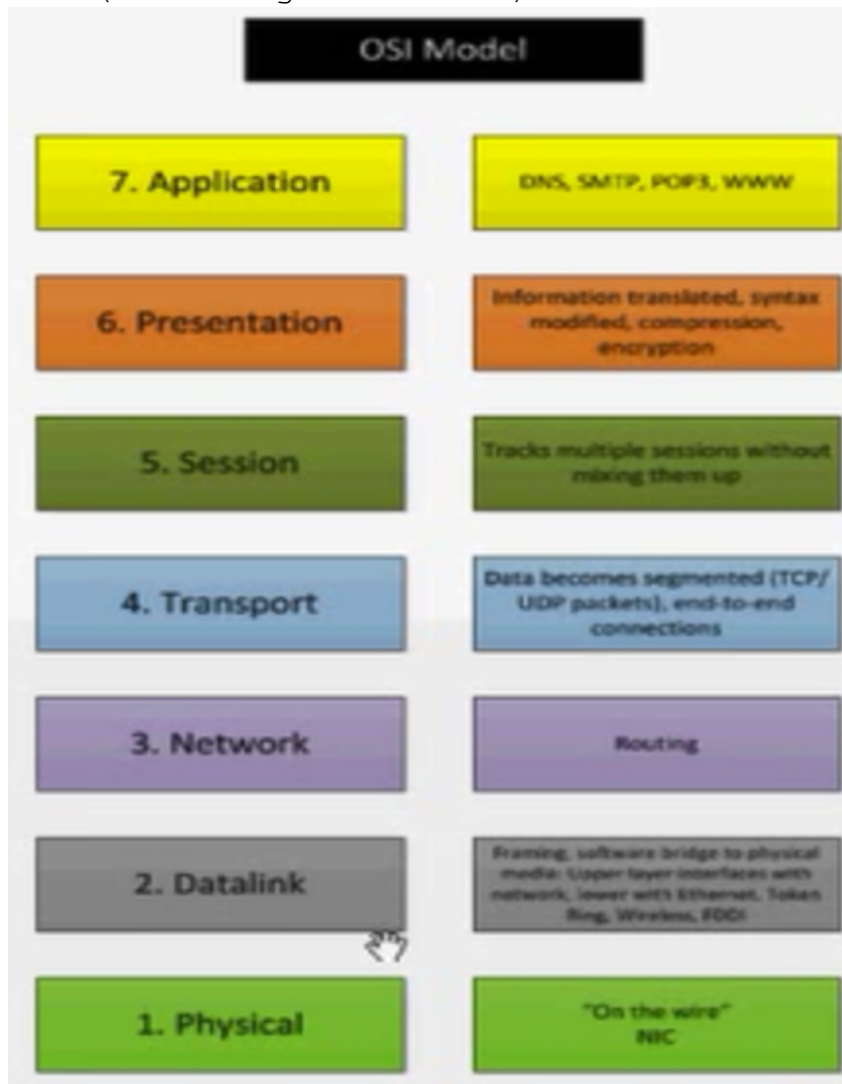 OSI Model
7. Application
DNS, SMTP, POP3, WWW
6. Presentation
Information translated, syntax
modified, compression,
encryption
5. Session
Tracks multiple sessions without
mixing them up
4. Transport
Data becomes segmented (TCP/
UDP packets), end-to-end
connections
3. Network
Routing
2. Datalink
Framing, software bridge to physical
media: Upper layer interfaces with
network, lower with Ethernet, Token
Ring, Wireless, FDDI
1. Physical
"On the wire"
NIC